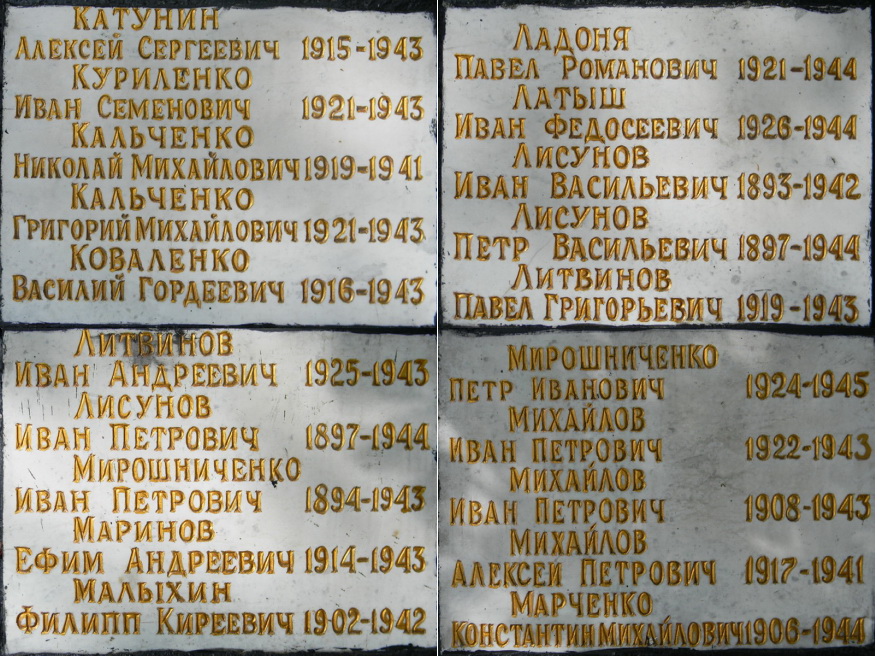 КАТУНИН
АЛЕКСЕЙ СЕРГЕЕВИЧ 1915-1943
КУРИЛЕНКО
ИВАН СЕМЕНОВИЧ 1921-1943
КАЛЬЧЕНКО
НИКОЛАЙ МИХАЙЛОВИЧ 1919-1941
КАЛЬЧЕНКО
ГРИГОРИЙ МИХАЙЛОВИЧ 1921-1943
КОВАЛЕНКО
ВАСИЛИЙ ГОРДЕЕВИЧ 1916-1943
ЛАДОНЯ
ПАВЕЛ РОМАНОВИЧ 1921-1944
ЛАТЫШ
ИВАН ФЕДОСЕЕВИЧ 1926-1944
ЛИСУНОВ
ИВАН ВАСИЛЬЕВИЧ 1893-1942
ЛИСУНОВ
ПЕТР ВАСИЛЬЕВИЧ 1897-1944
ЛИТВИНОВ
ПАВЕЛ ГРИГОРЬЕВИЧ 1919-1943
ЛИТВИНОВ
ИВАН АНДРЕЕВИЧ 1925-1943
ЛИСУНОВ
ИВАН ПЕТРОВИЧ 1897-1944
МИРОШНИЧЕНКО
ИВАН ПЕТРОВИЧ 1894-1943
МАРИНОВ
ЕФИМ АНДРЕЕВИЧ 1914-1943
МАЛЫХИН
ФИЛИПП КИРЕЕВИЧ 1902-1942
МИРОШНИЧЕНКО
ПЕТР ИВАНОВИЧ 1924-1945
МИХАЙЛОВ
ИВАН ПЕТРОВИЧ 1922-1943
МИХАЙЛОВ
ИВАН ПЕТРОВИЧ 1908-1943
МИХАЙЛОВ
АЛЕКСЕЙ ПЕТРОВИЧ 1917-1941
МАРЧЕНКО
КОНСТАНТИН МИХАЙЛОВИЧ 1906-1944